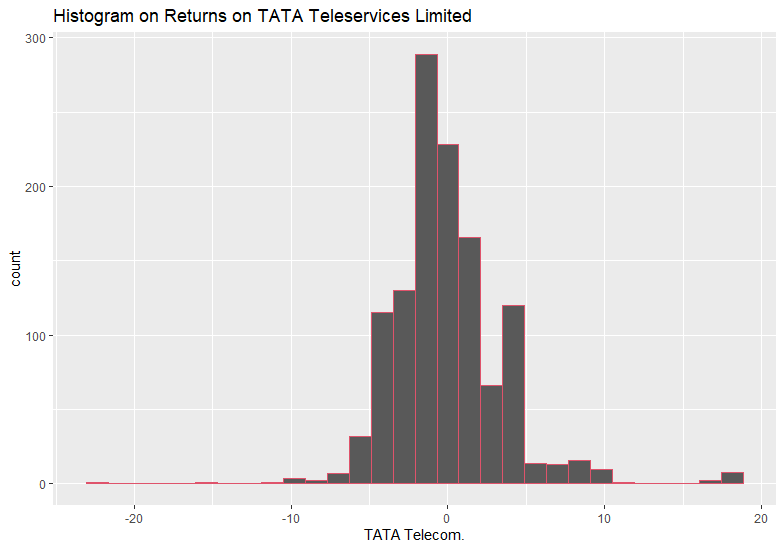 Histogram on Returns on TATA Teleservices Limited
300
200
100
0
count
-20 -10 0 10 20
TATA Telecom.